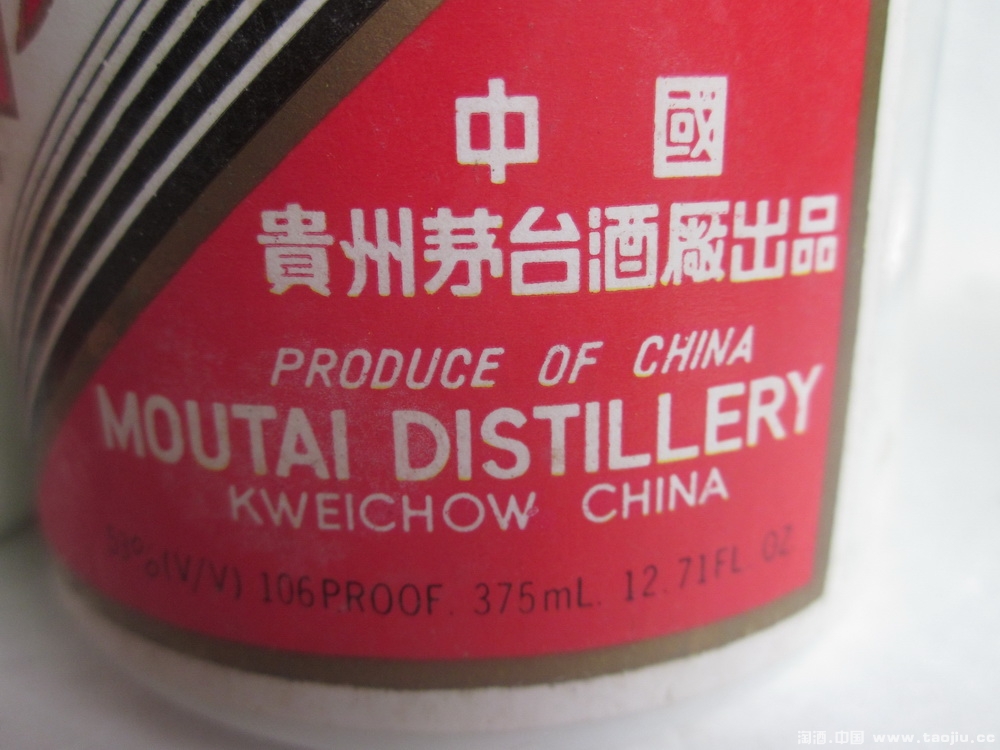 中國
貴州茅台酒廠出品
PRODUCE OF CHINA
MOUTAI DISTILLERY
KWEICHOW CHINA
53%(V/V) 106PROOF. 375mL. 12.71FL. OZ
淘酒.中国 www.taojiu.cc